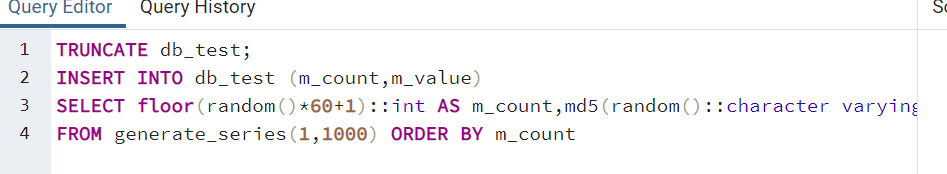 Query Editor Query History
1 TRUNCATE db_test;
2 INSERT INTO db_test (m_count,m_value)
3 SELECT floor(random()*60+1)::int AS m_count,md5(random()::character varying
4 FROM generate_series(1,1000) ORDER BY m_count